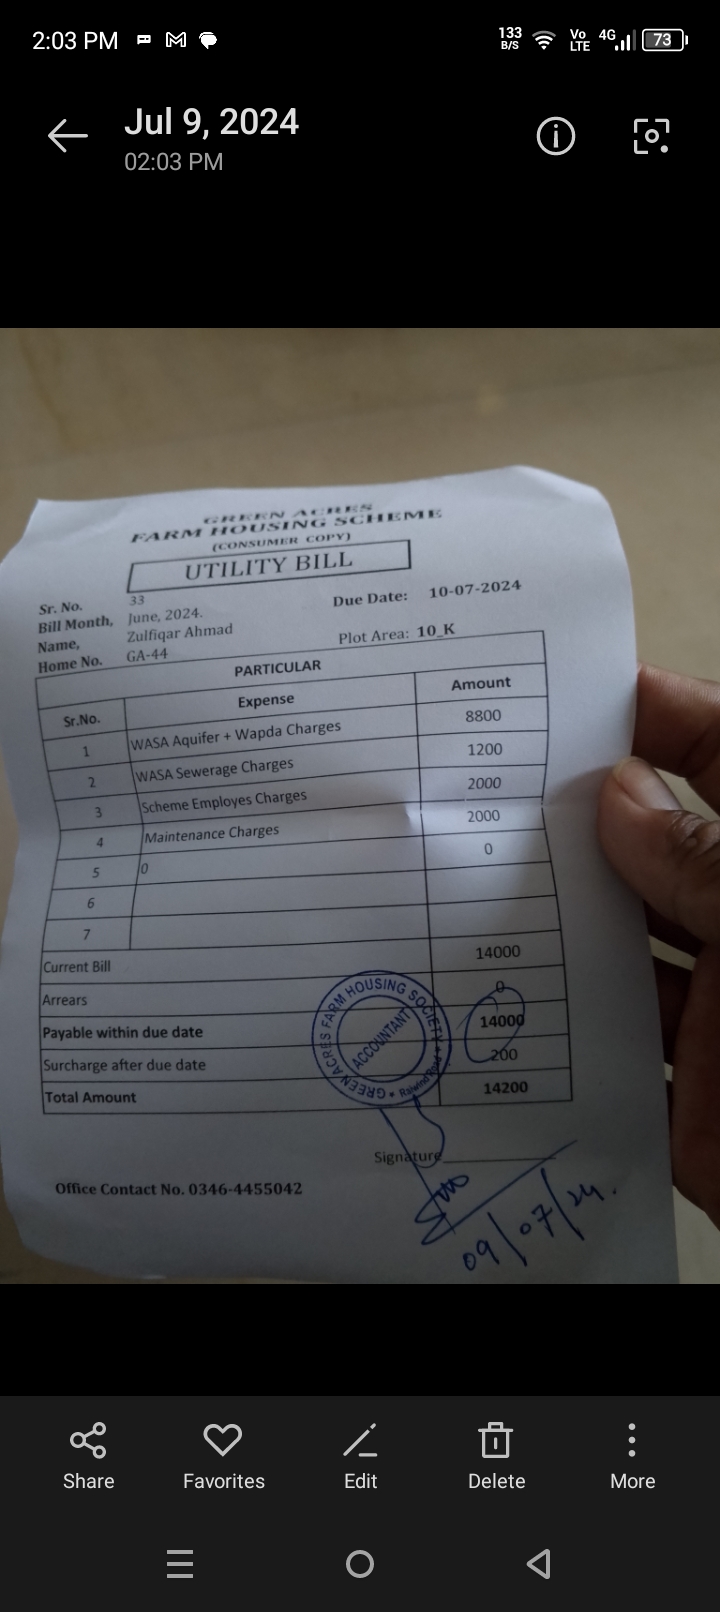 2:03 PM
133 B/S
Vo LTE
4G
73
Jul 9, 2024
02:03 PM
GREEN ACRES
FARM HOUSING SCHEME
(CONSUMER COPY)
UTILITY BILL
Sr. No. 33
Due Date: 10-07-2024
Bill Month, June, 2024.
Name, Zulfiqar Ahmad
Plot Area: 10_K
Home No. GA-44
PARTICULAR
Sr.No. Expense Amount
1 WASA Aquifer + Wapda Charges 8800
2 WASA Sewerage Charges 1200
3 Scheme Employes Charges 2000
4 Maintenance Charges 2000
5 0 0
6
7
Current Bill 14000
Arrears 0
Payable within due date 14000
Surcharge after due date 200
Total Amount 14200
GREEN ACRES FARM HOUSING SOCIETY
ACCOUNTANT
Raiwind Road
Signature
Office Contact No. 0346-4455042
09/07/24.
Share
Favorites
Edit
Delete
More